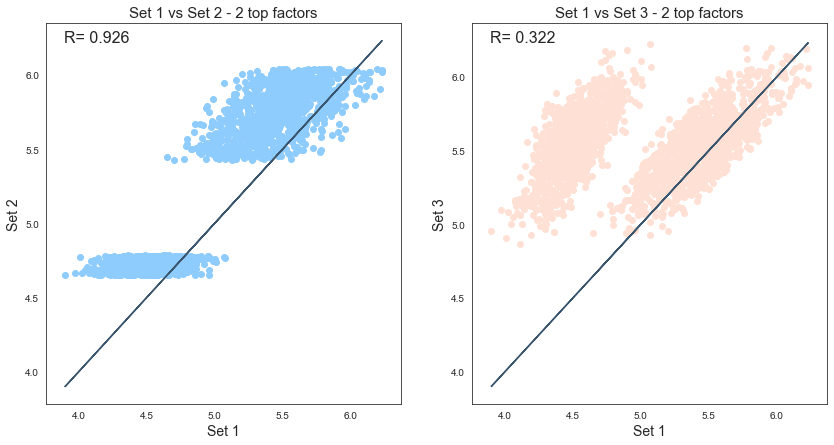 Set 1 vs Set 2 - 2 top factors
R= 0.926
6.0
5.5
5.0
4.5
4.0
Set 2
4.0 4.5 5.0 5.5 6.0
Set 1
Set 1 vs Set 3 - 2 top factors
R= 0.322
6.0
5.5
5.0
4.5
4.0
Set 3
4.0 4.5 5.0 5.5 6.0
Set 1